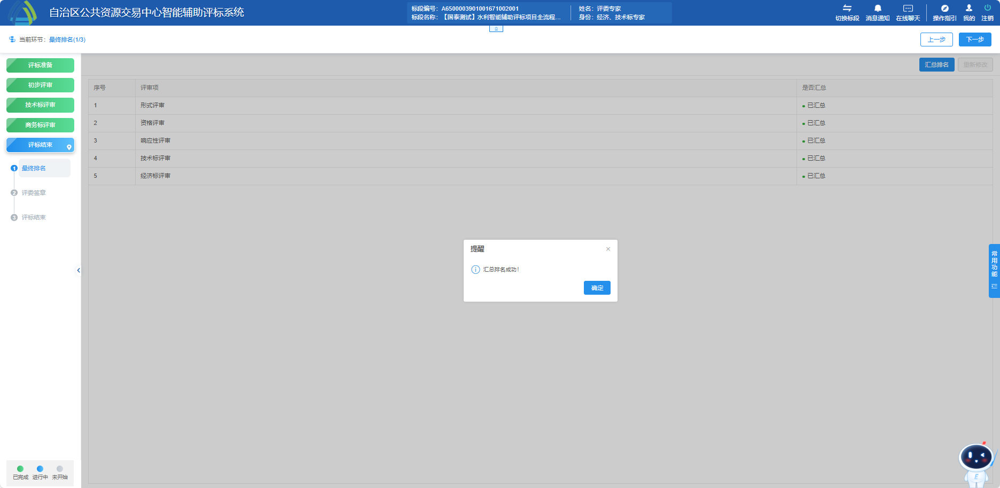 自治区公共资源交易中心智能辅助评标系统
标段编号：A6500003901001671002001
标段名称：【国泰测试】水利智能辅助评标项目全流程...
姓名：评委专家
身份：经济、技术标专家
切换标段
消息通知
在线聊天
操作指引
我的
注销
当前环节：最终排名(1/3)
上一步
下一步
评标准备
初步评审
技术标评审
商务标评审
评标结束
1 最终排名
2 评委签章
3 评标结束
汇总排名
重新修改
序号 评审项 是否汇总
1 形式评审 已汇总
2 资格评审 已汇总
3 响应性评审 已汇总
4 技术标评审 已汇总
5 经济标评审 已汇总
提醒
汇总排名成功！
确定
常用功能
已完成 进行中 未开始
E